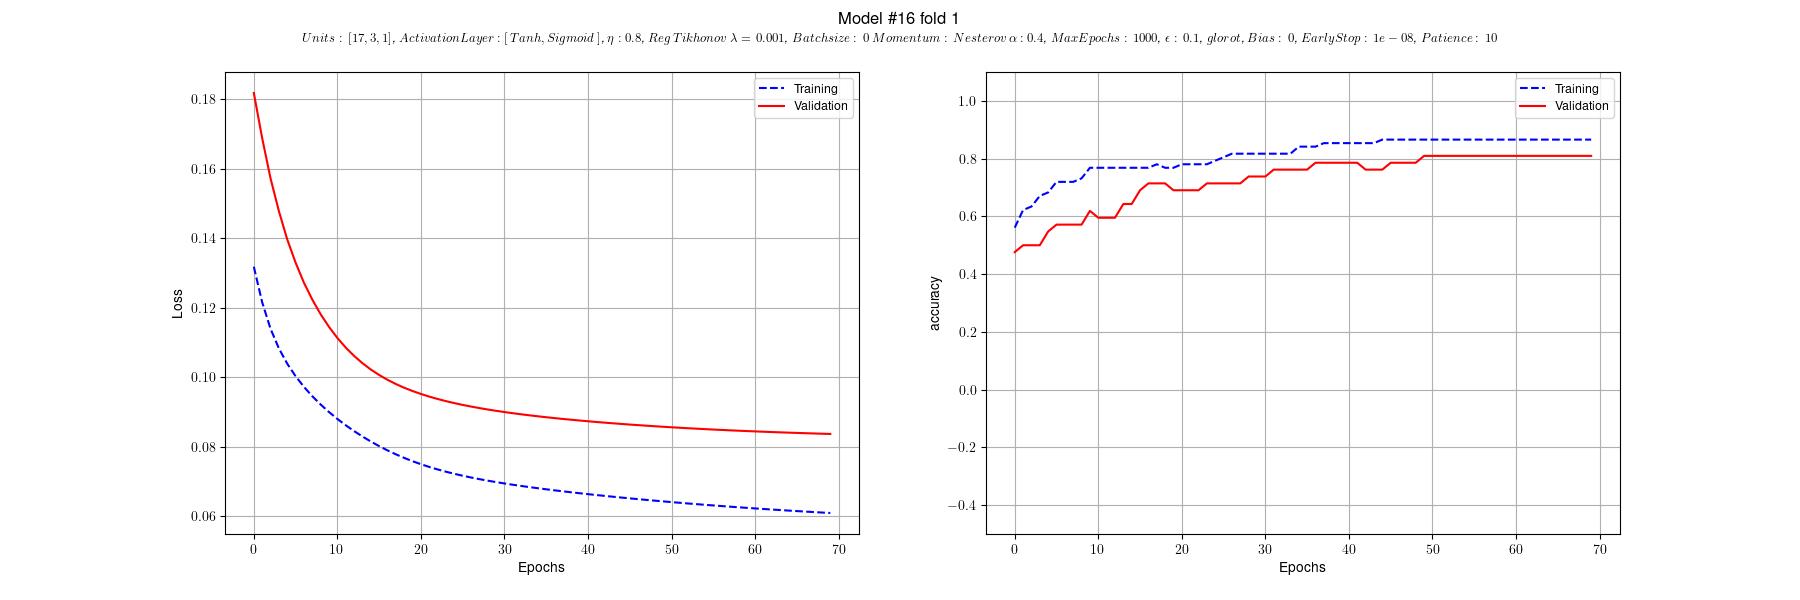 Model #16 fold 1
Units : [17, 3, 1], ActivationLayer : [ Tanh, Sigmoid ], η : 0.8, Reg Tikhonov λ = 0.001, Batchsize : 0 Momentum : Nesterov α : 0.4, MaxEpochs : 1000, ϵ : 0.1, glorot, Bias : 0, EarlyStop : 1e − 08, Patience : 10
Training
Validation
0.18
0.16
0.14
0.12
0.10
0.08
0.06
Loss
0 10 20 30 40 50 60 70
Epochs
Training
Validation
1.0
0.8
0.6
0.4
0.2
0.0
−0.2
−0.4
accuracy
0 10 20 30 40 50 60 70
Epochs